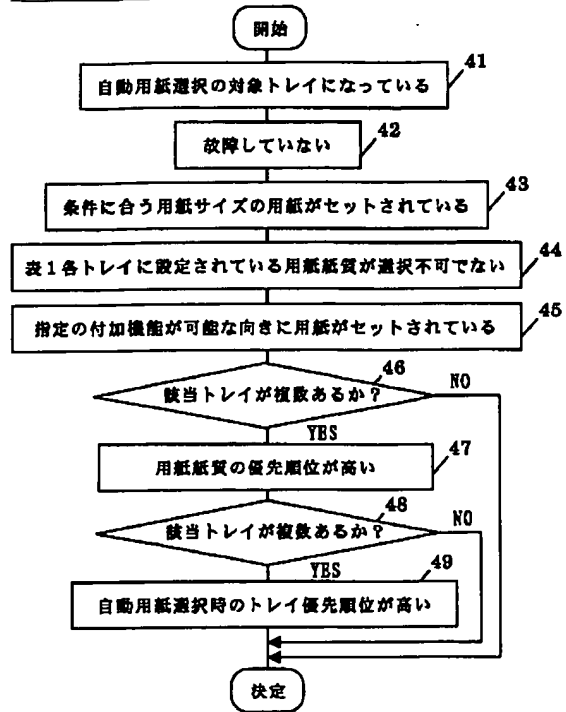 開始
41
自動用紙選択の対象トレイになっている
42
故障していない
43
条件に合う用紙サイズの用紙がセットされている
44
表1各トレイに設定されている用紙紙質が選択不可でない
45
指定の付加機能が可能な向きに用紙がセットされている
46
該当トレイが複数あるか?
NO
YES
47
用紙紙質の優先順位が高い
48
該当トレイが複数あるか?
NO
YES
49
自動用紙選択時のトレイ優先順位が高い
決定